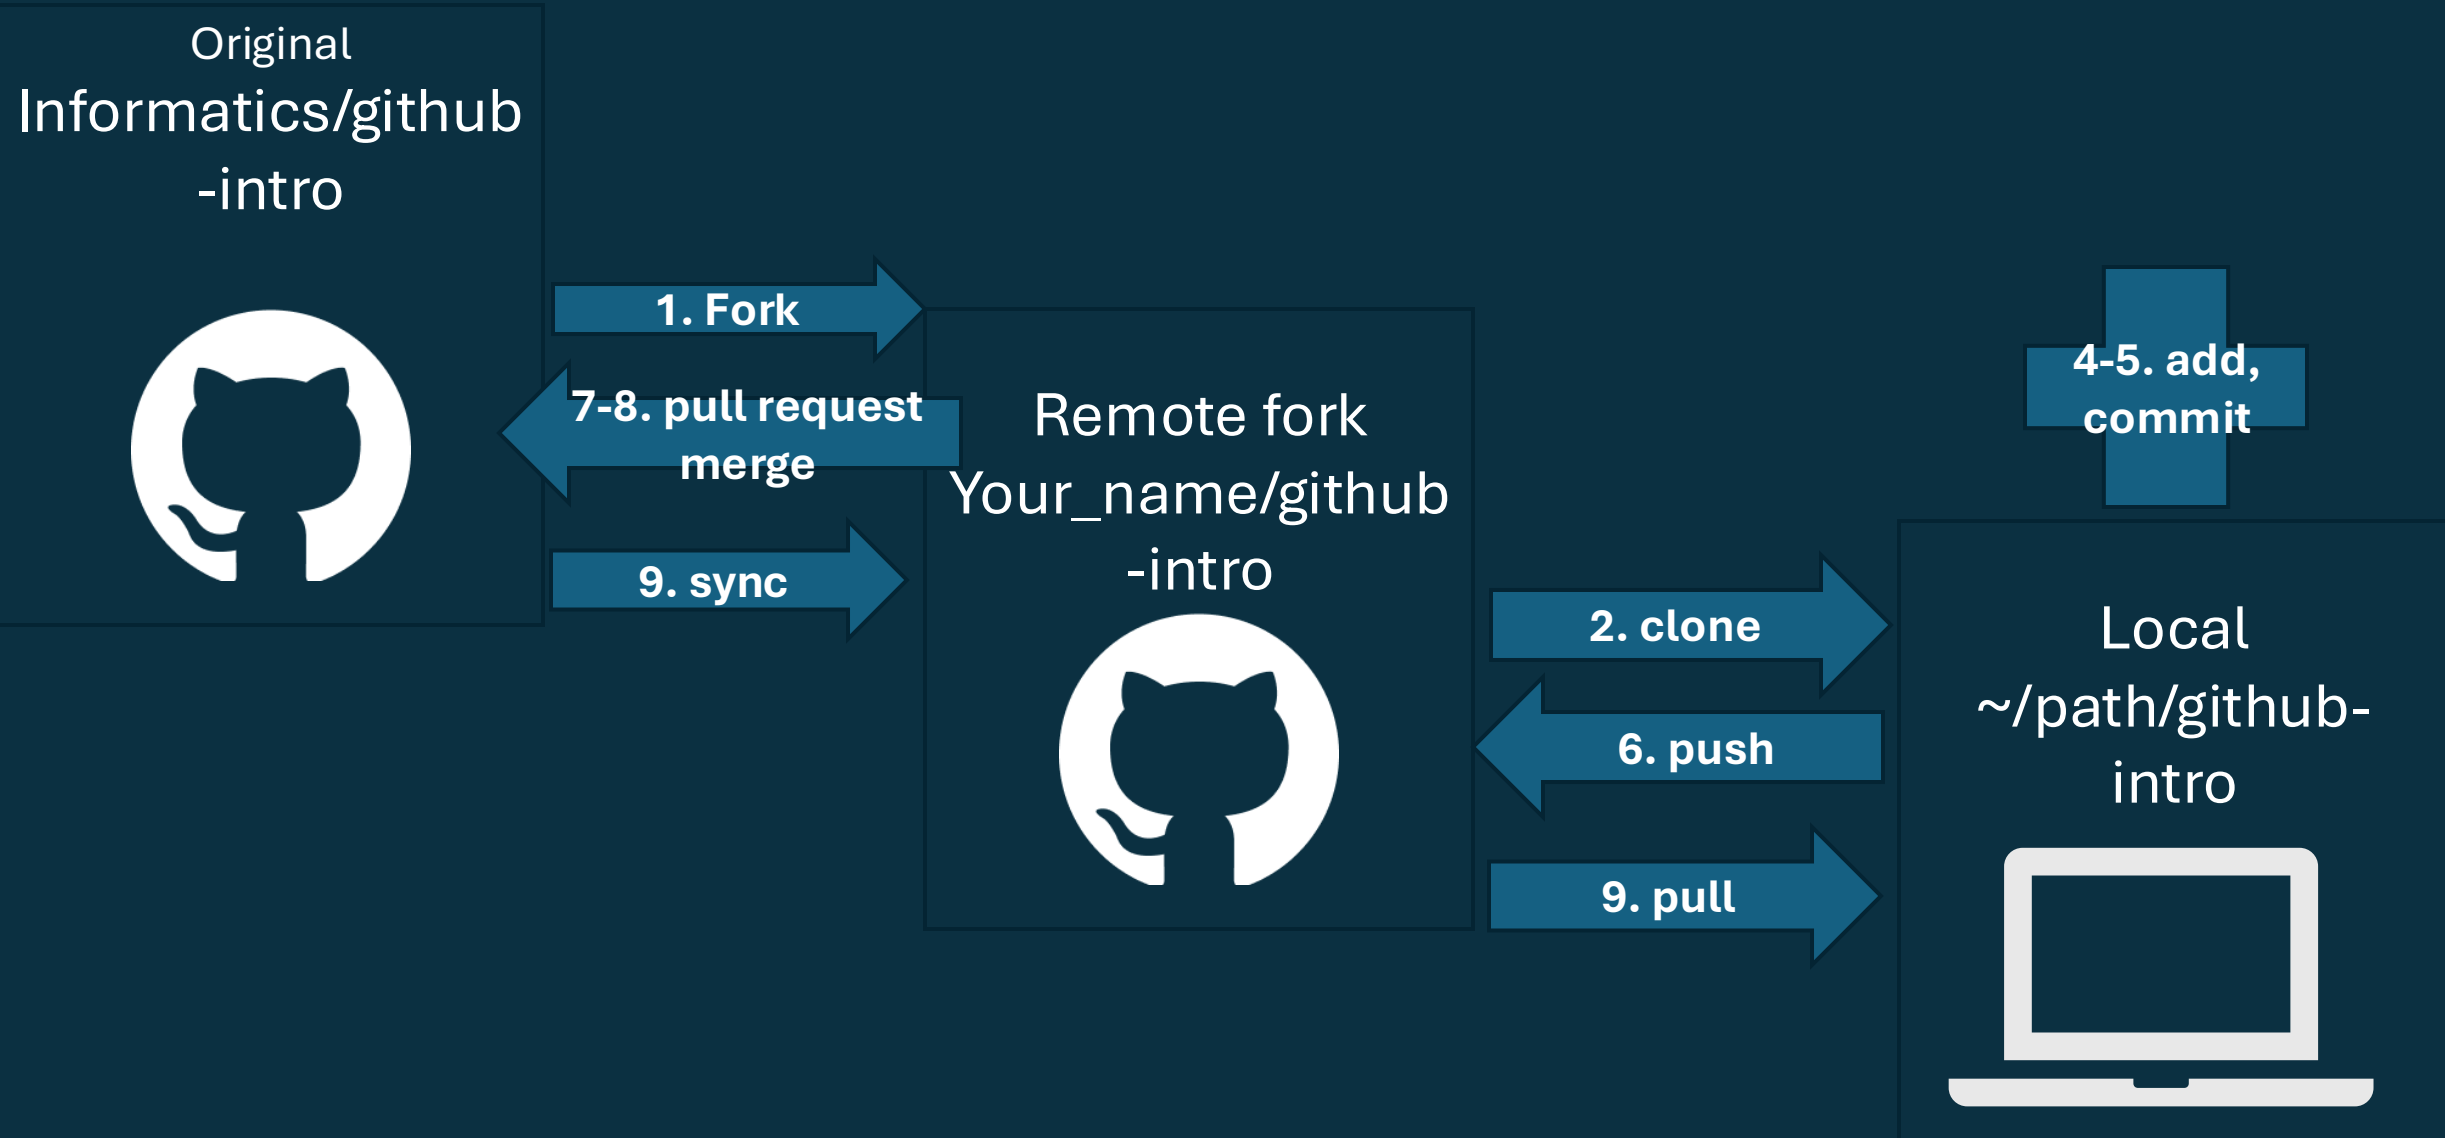 Original
Informatics/github
-intro
1. Fork
7-8. pull request
merge
9. sync
Remote fork
Your_name/github
-intro
2. clone
6. push
9. pull
4-5. add,
commit
Local
~/path/github-
intro